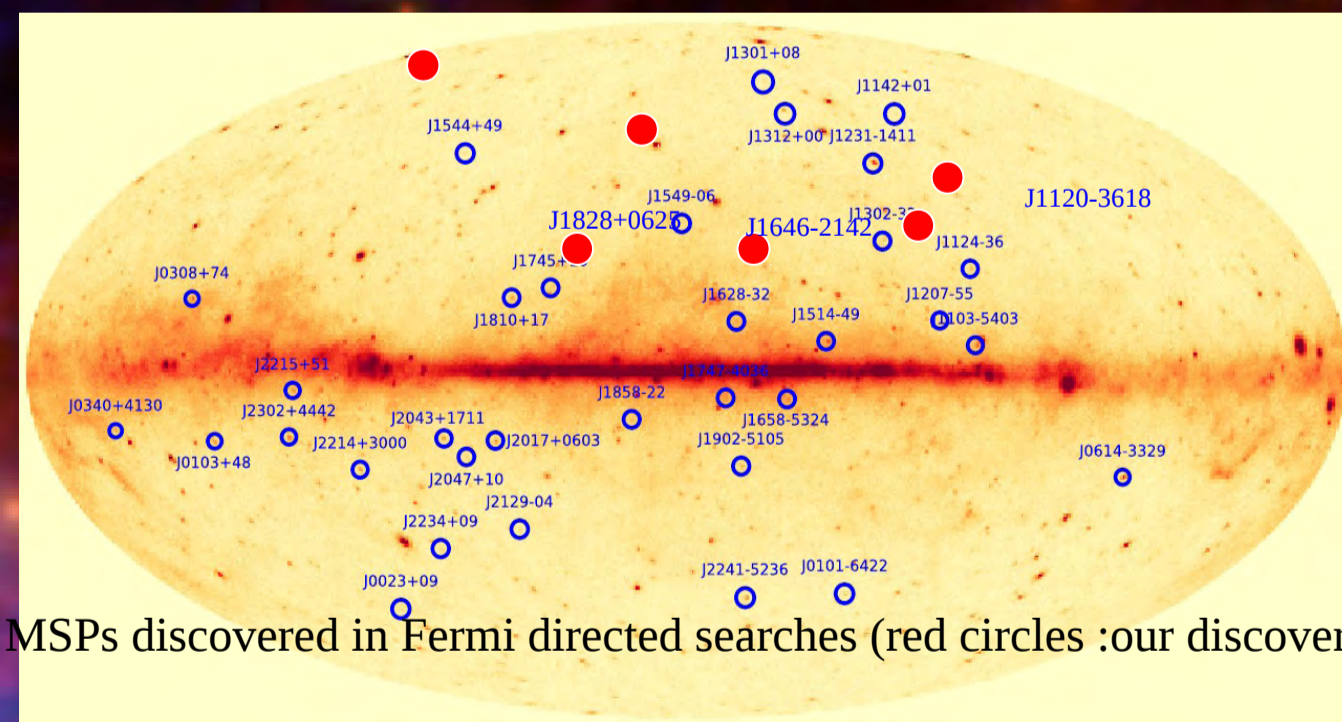 J1301+08
J1142+01
J1544+49
J1312+00 J1231-1411
J1549-06
J1120-3618
J1828+0625
J1646-2142
J1124-36
J0308+74
J1628-32
J1207-55
J1810+17
J1514-49
J2215+51
J1747-4036
J0340+4130
J2302+4442
J2043+1711
J1858-22
J1658-5324
J0103+48
J2214+3000
J2017+0603
J1902-5105
J0614-3329
J2047+10
J2129-04
J2234+09
J0023+09
J2241-5236
J0101-6422
MSPs discovered in Fermi directed searches (red circles :our discover